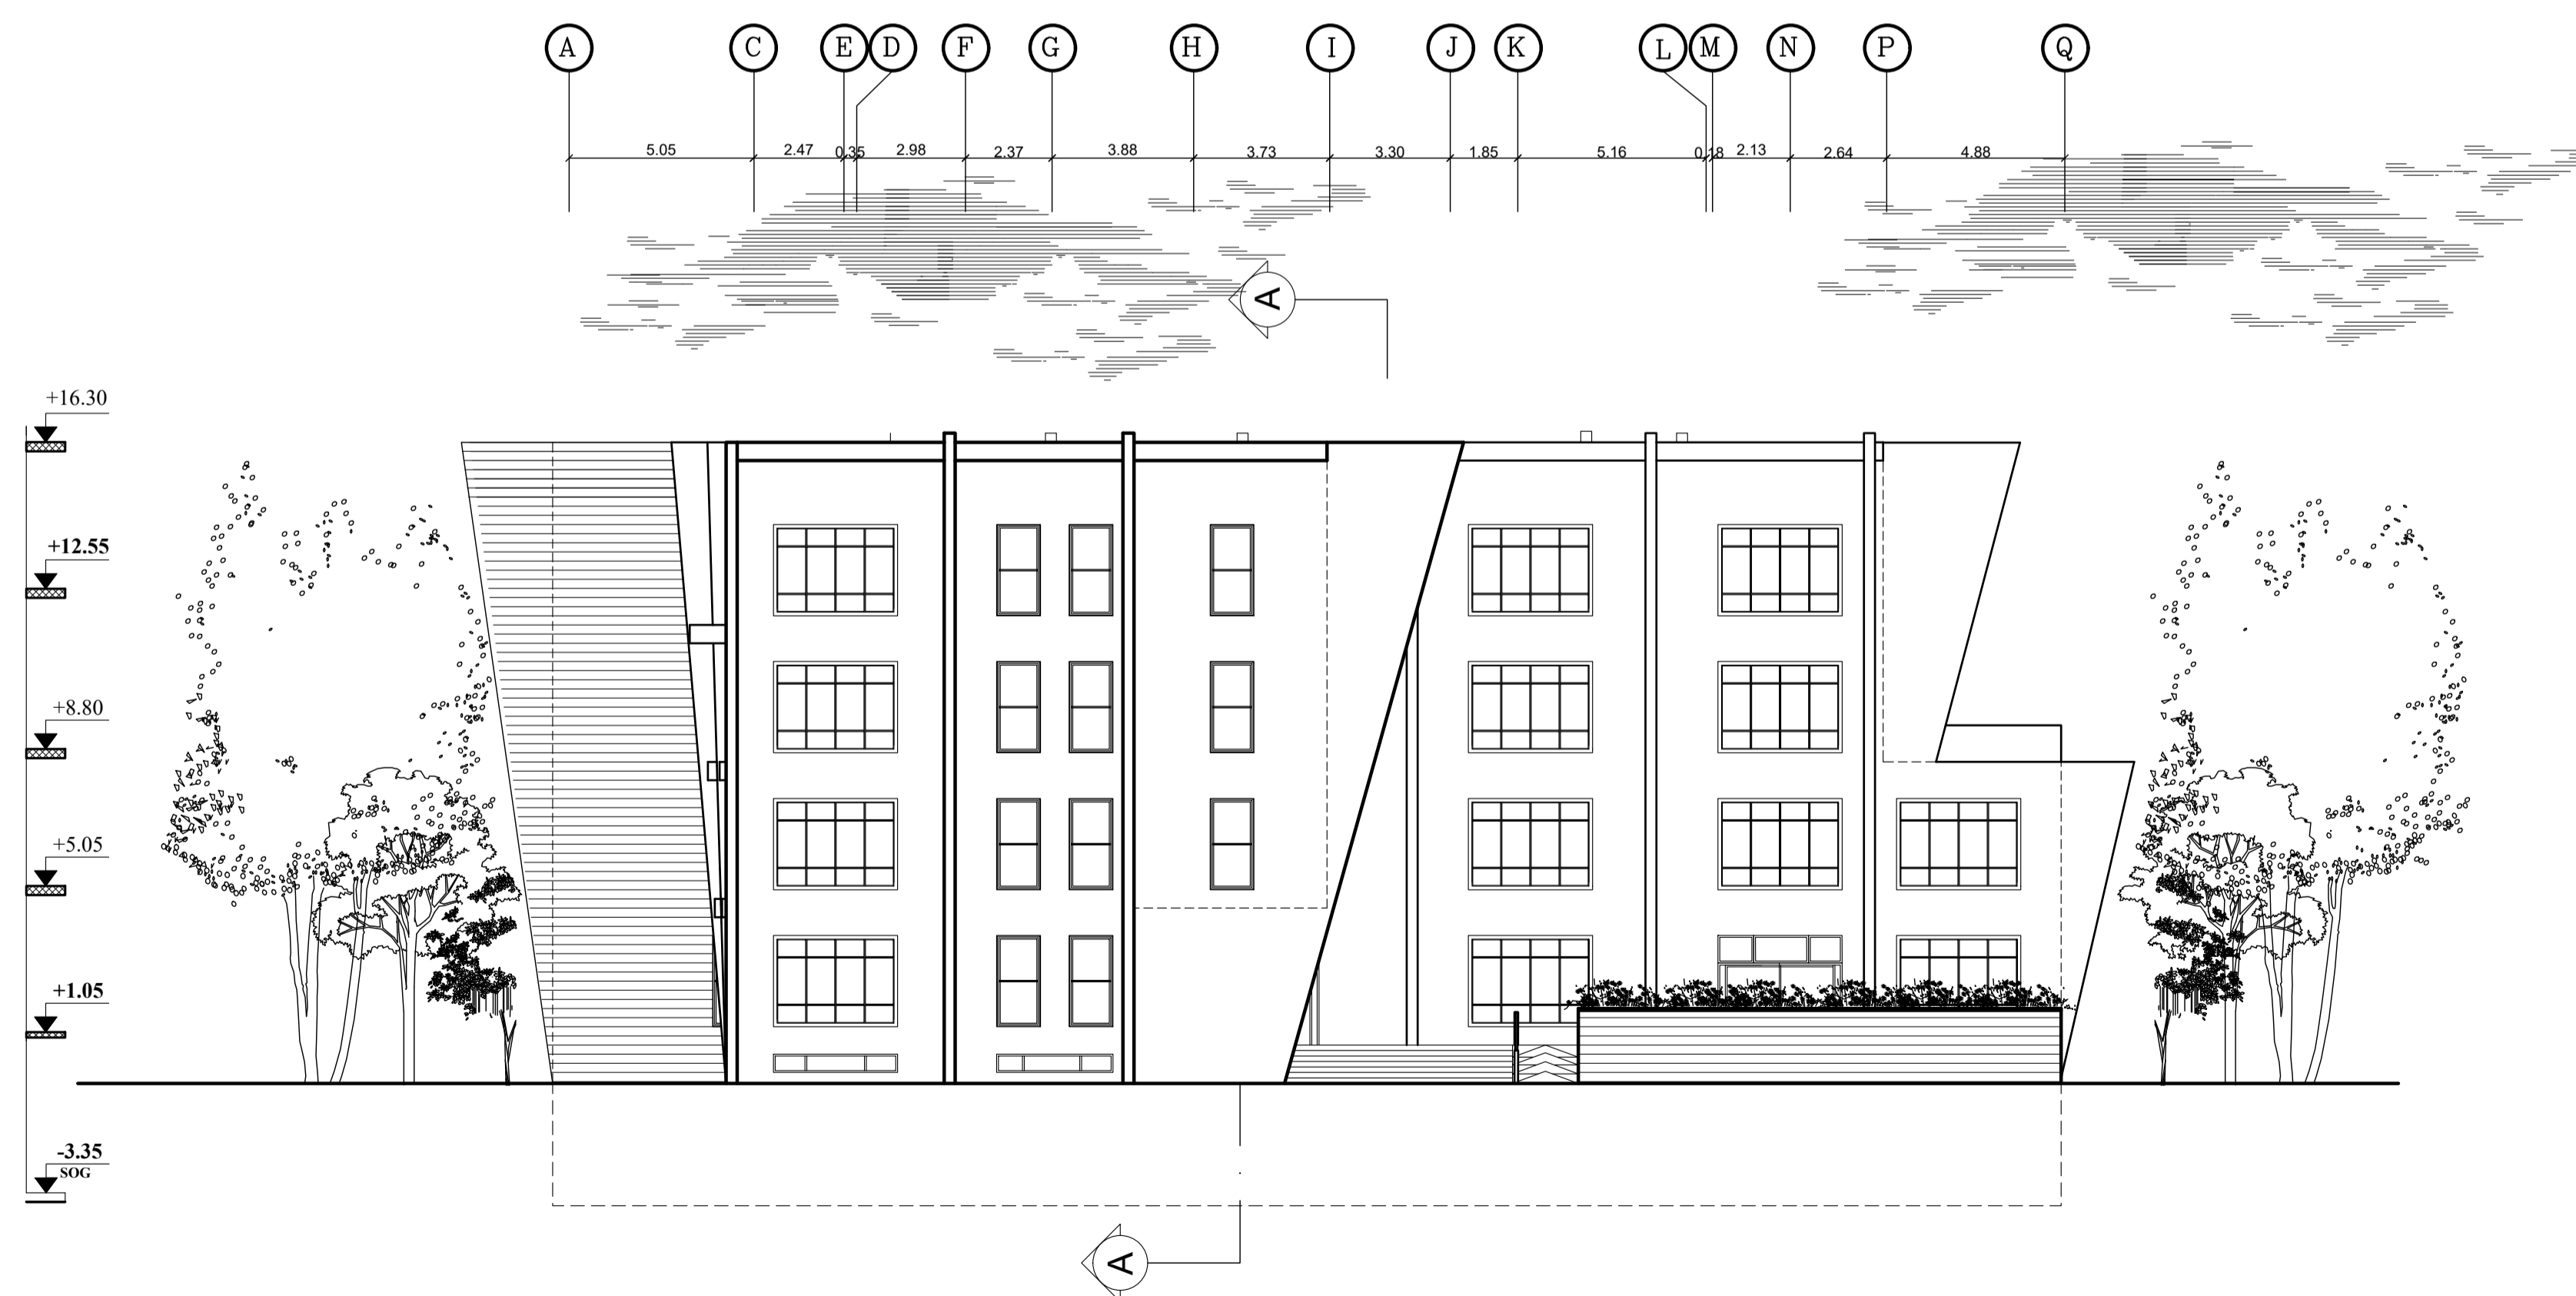 A C E D F G H I J K L M N P Q
5.05 2.47 0.35 2.98 2.37 3.88 3.73 3.30 1.85 5.16 0.18 2.13 2.64 4.88
A
+16.30
+12.55
+8.80
+5.05
+1.05
-3.35
SOG
A